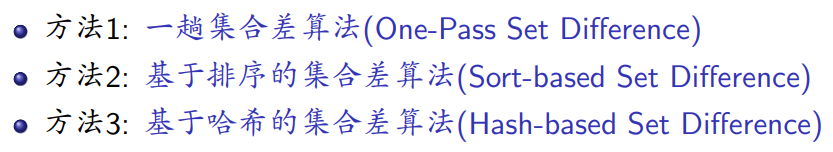 方法1: 一趟集合差算法(One-Pass Set Difference)
方法2: 基于排序的集合差算法(Sort-based Set Difference)
方法3: 基于哈希的集合差算法(Hash-based Set Difference)